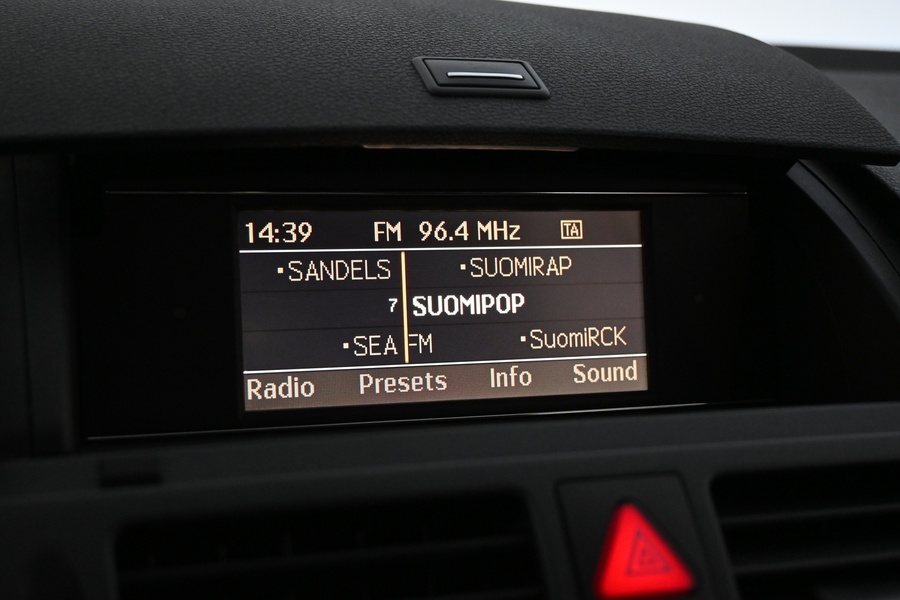 14:39 FM 96.4 MHz TA
·SANDELS ·SUOMIRAP
7 SUOMIPOP
·SEA FM ·SuomiRCK
Radio Presets Info Sound